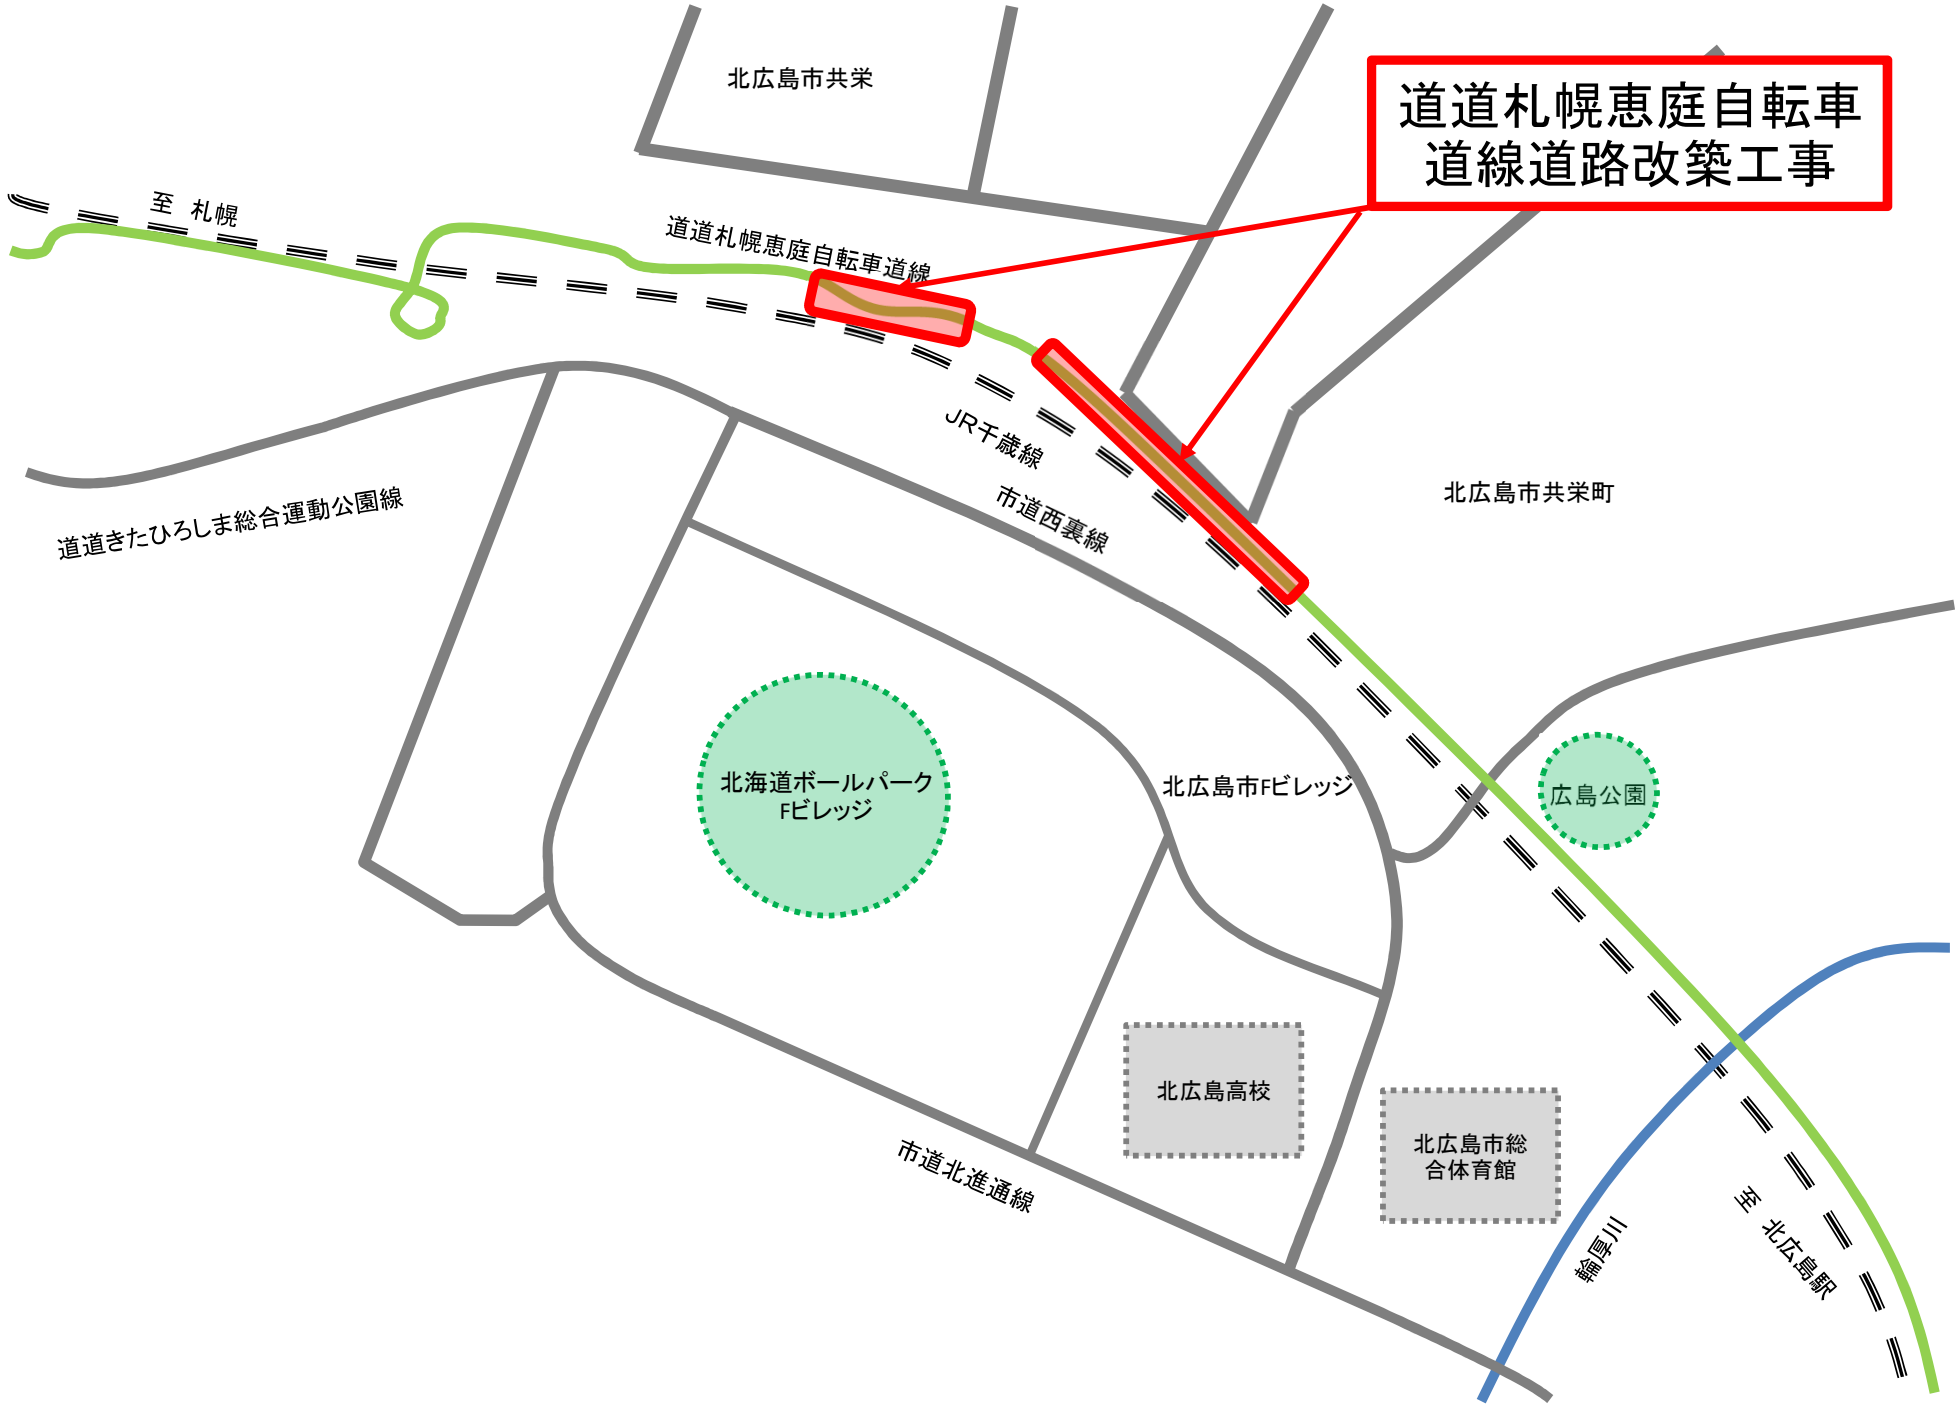 北広島市共栄
道道札幌恵庭自転車
道線道路改築工事
至 札幌
道道札幌恵庭自転車道線
JR千歳線
市道西裏線
北広島市共栄町
道道きたひろしま総合運動公園線
北海道ボールパーク
Fビレッジ
北広島市Fビレッジ
広島公園
北広島高校
北広島市総
合体育館
市道北進通線
輪厚川
至 北広島駅